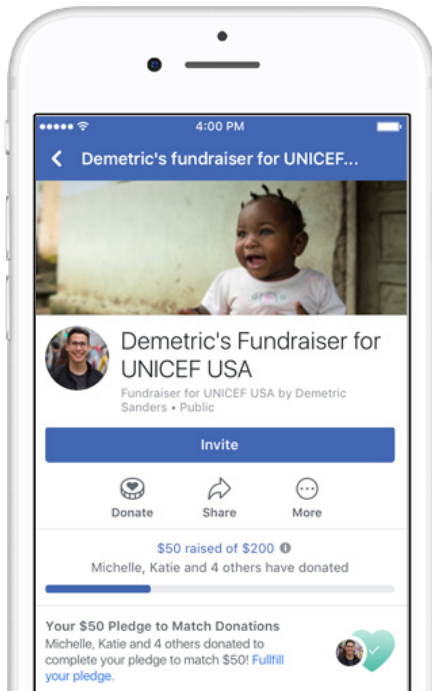 4:00 PM
Demetric's fundraiser for UNICEF...
Demetric's Fundraiser for
UNICEF USA
Fundraiser for UNICEF USA by Demetric
Sanders • Public
Invite
Donate
Share
More
$50 raised of $200
Michelle, Katie and 4 others have donated
Your $50 Pledge to Match Donations
Michelle, Katie and 4 others donated to
complete your pledge to match $50! Fullfill
your pledge.